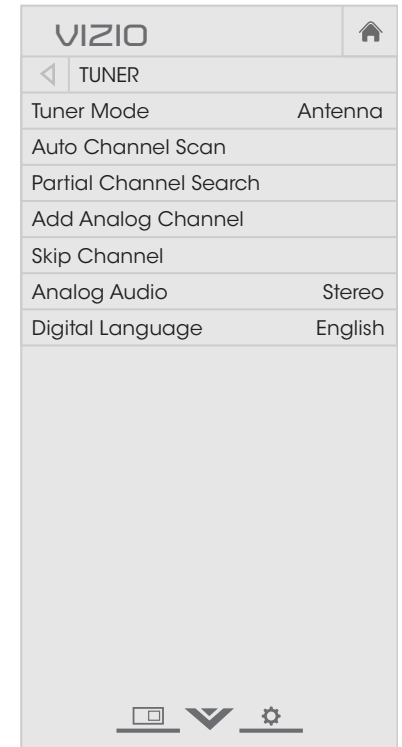 VIZIO
TUNER
Tuner Mode Antenna
Auto Channel Scan
Partial Channel Search
Add Analog Channel
Skip Channel
Analog Audio Stereo
Digital Language English